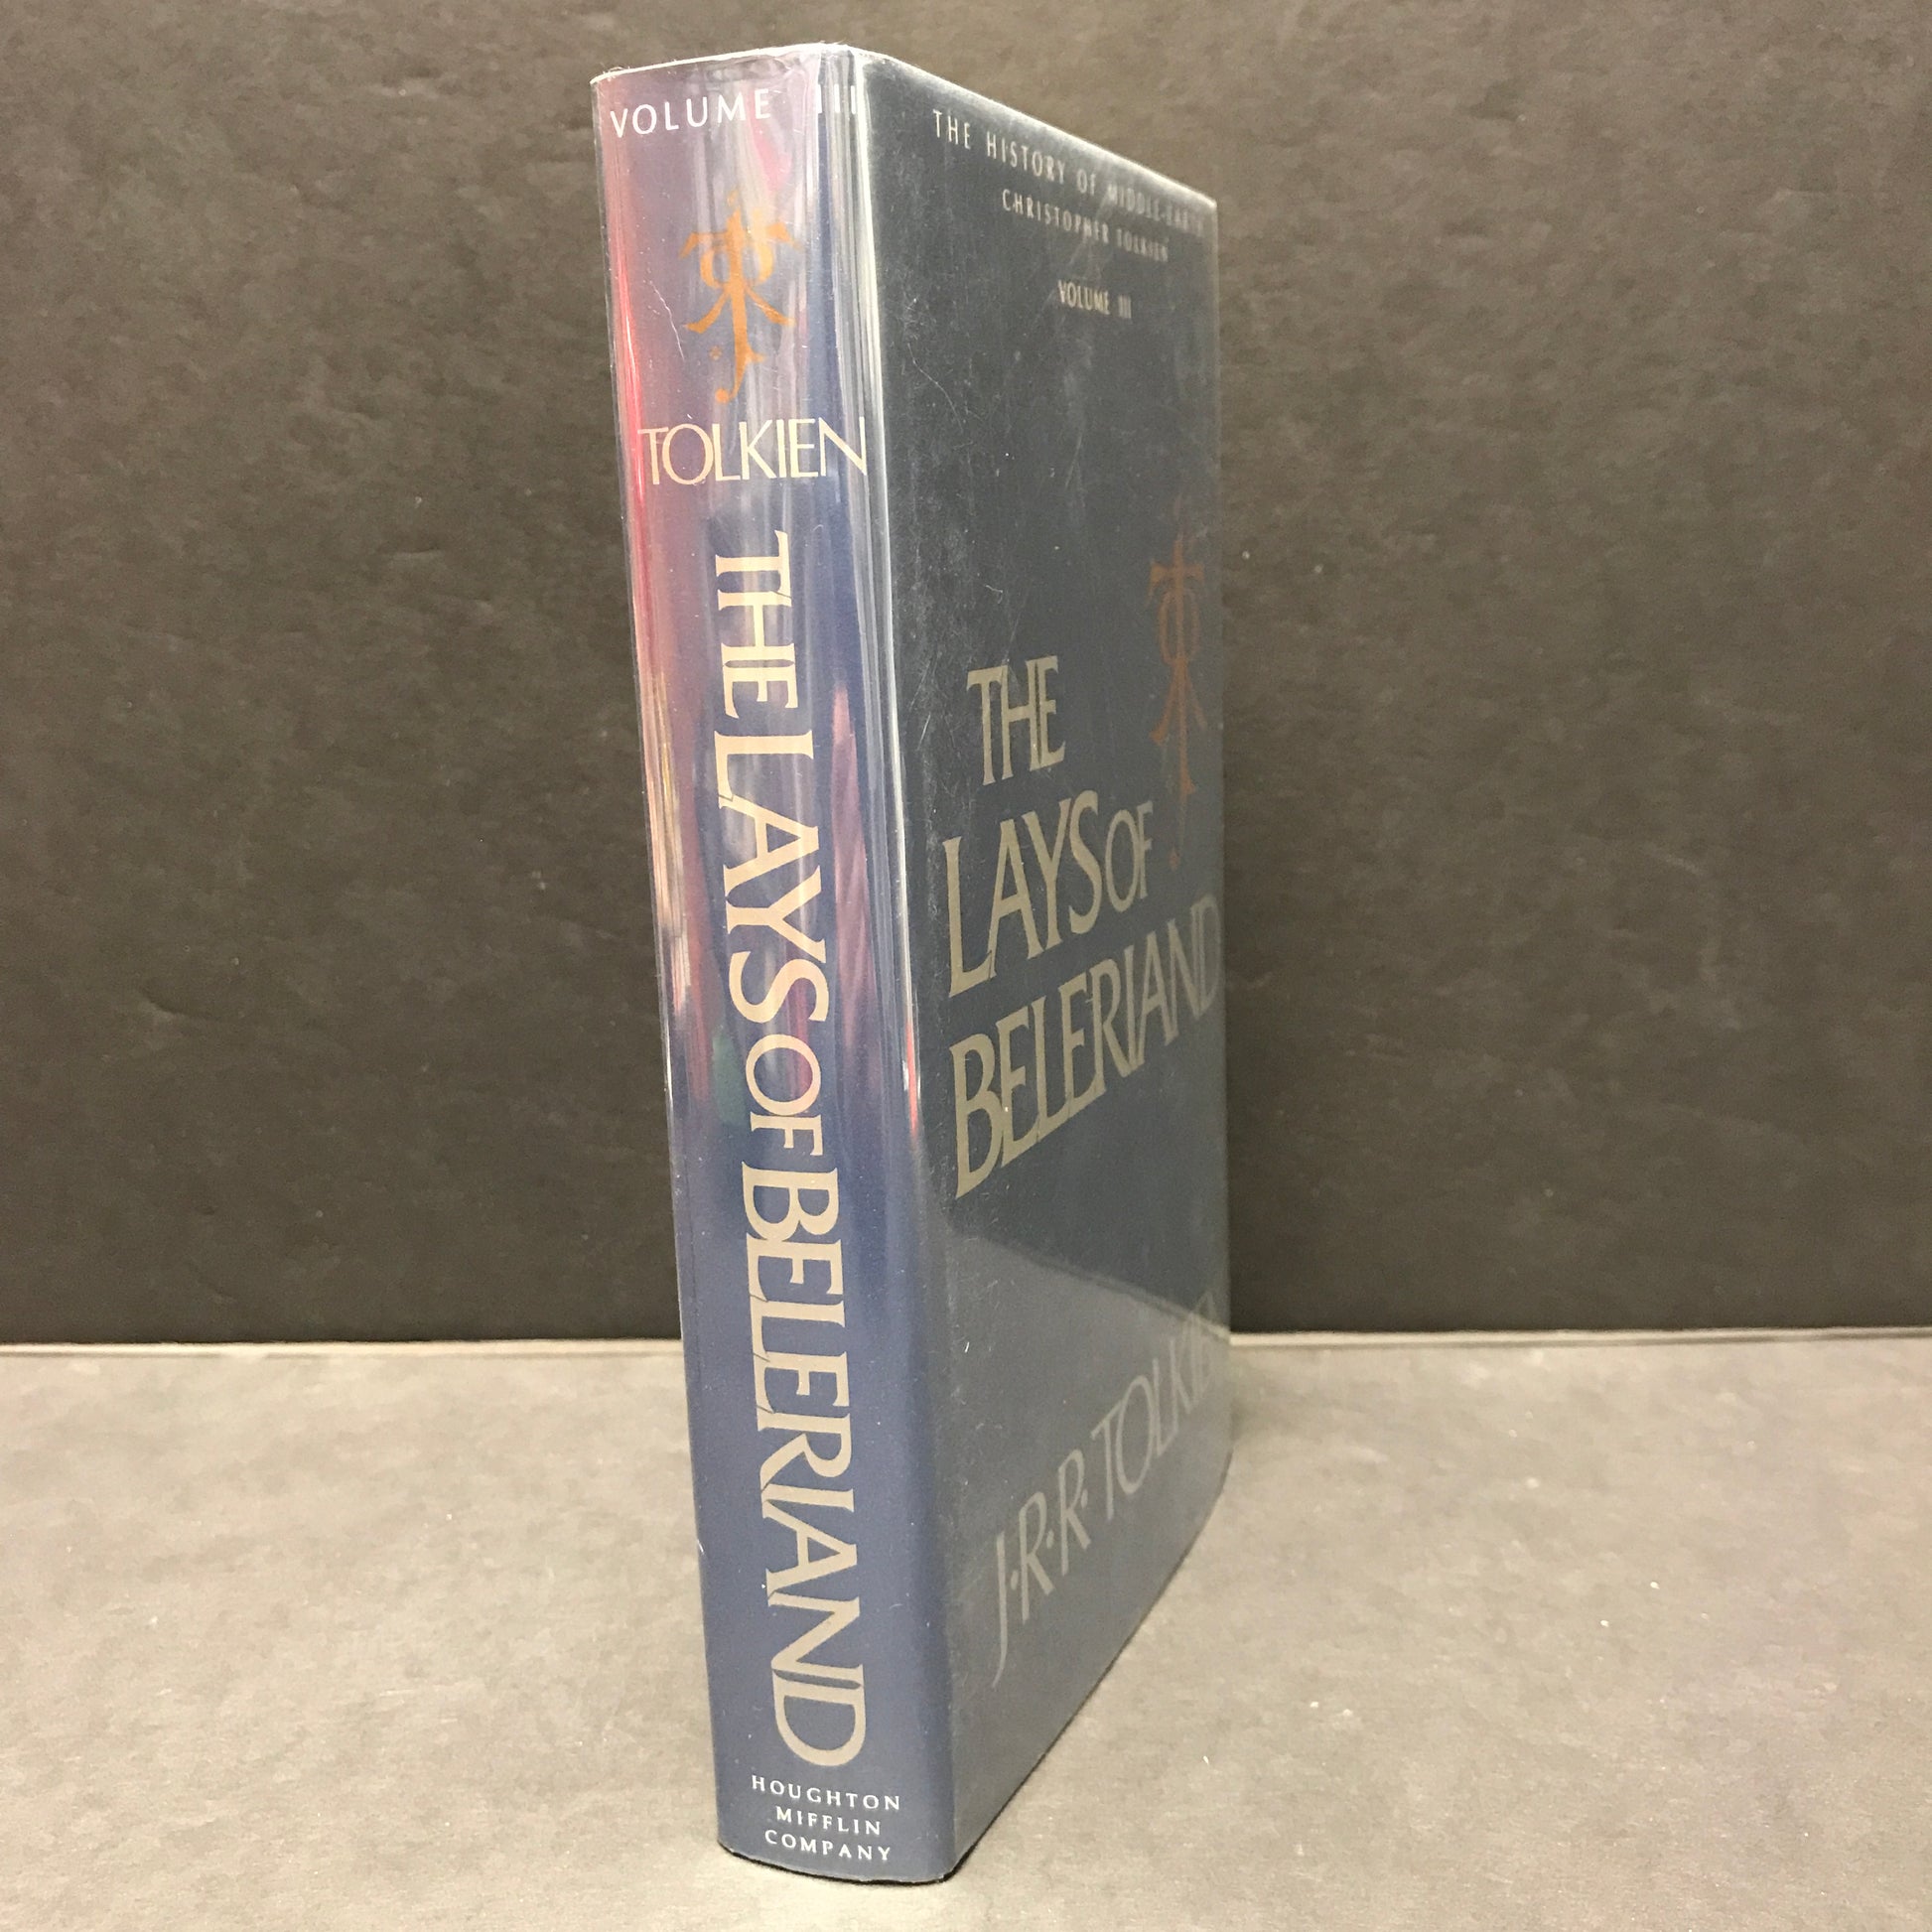 VOLUME III
TOLKIEN
THE LAYS OF BELERIAND
HOUGHTON
MIFFLIN
COMPANY
THE HISTORY OF MIDDLE-EARTH
CHRISTOPHER TOLKIEN
VOLUME III
THE
LAYS OF
BELERIAND
J·R·R· TOLKIEN